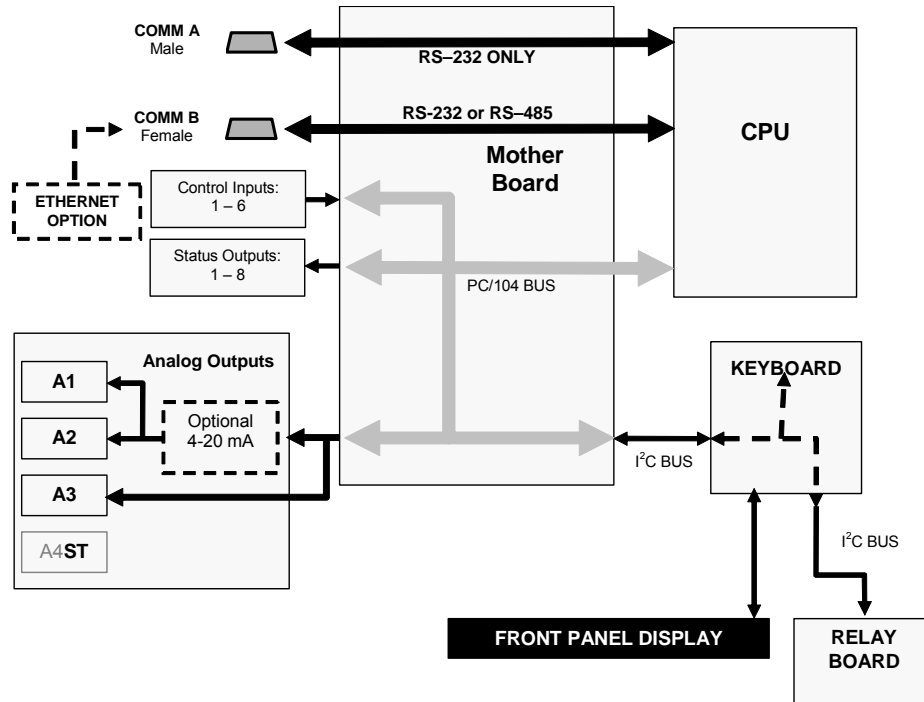 COMM A
Male
RS–232 ONLY
COMM B
Female
RS-232 or RS–485
CPU
Mother
Board
ETHERNET
OPTION
Control Inputs:
1 – 6
Status Outputs:
1 – 8
PC/104 BUS
Analog Outputs
A1
A2
A3
A4ST
Optional
4-20 mA
I²C BUS
KEYBOARD
I²C BUS
FRONT PANEL DISPLAY
RELAY
BOARD